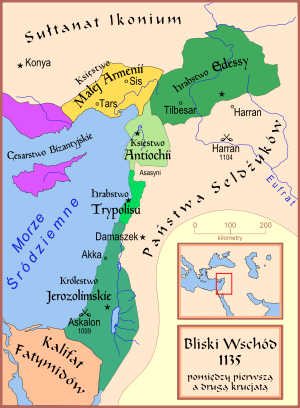 Sułtanat Ikonium
Konya
Księstwo
Małej Armenii
Sis
Tars
Hrabstwo
Edessy
Tilbesar
Harran
Harran
1104
Księstwo
Antiochii
Asasyni
Cesarstwo Bizantyjskie
Państwa Seldżuków
Eufrat
Hrabstwo
Trypolisu
Morze
Śródziemne
Damaszek
Akka
Królestwo
Jerozolimskie
Askalon
1099
Kalifat
Fatymidów
0 100 200
kilometry
Bliski Wschód
1135
pomiędzy pierwszą
a drugą krucjatą